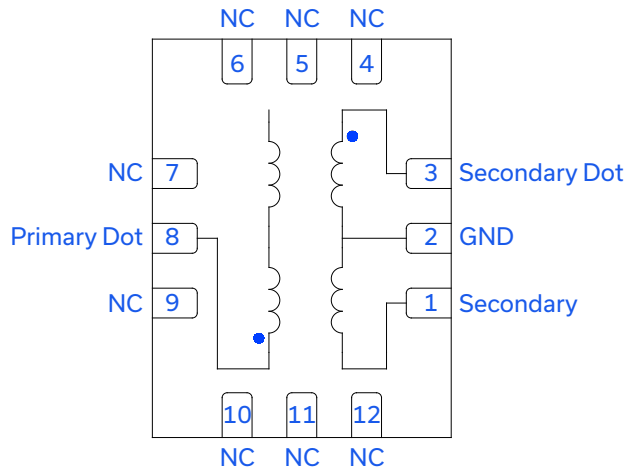 NC NC NC
6 5 4
NC 7 3 Secondary Dot
Primary Dot 8 2 GND
NC 9 1 Secondary
10 11 12
NC NC NC